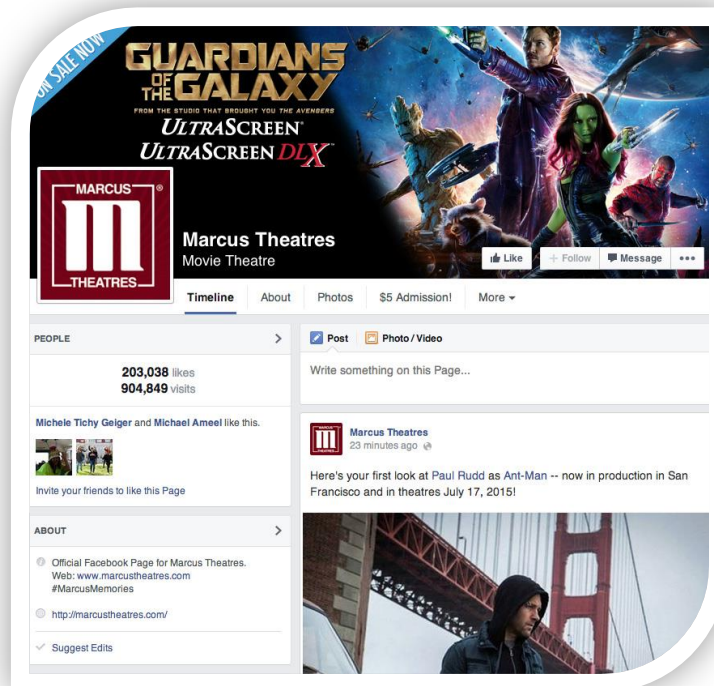 ON SALE NOW
GUARDIANS
OF THE GALAXY
FROM THE STUDIO THAT BROUGHT YOU THE AVENGERS
ULTRASCREEN®
ULTRASCREEN DLX™
MARCUS ®
m
THEATRES
Marcus Theatres
Movie Theatre
Like
Follow
Message
Timeline
About
Photos
$5 Admission!
More
PEOPLE
203,038 likes
904,849 visits
Michele Tichy Geiger and Michael Ameel like this.
Invite your friends to like this Page
ABOUT
Official Facebook Page for Marcus Theatres.
Web: www.marcustheatres.com
#MarcusMemories
http://marcustheatres.com/
Suggest Edits
Post
Photo / Video
Write something on this Page...
Marcus Theatres
23 minutes ago
Here's your first look at Paul Rudd as Ant-Man -- now in production in San
Francisco and in theatres July 17, 2015!